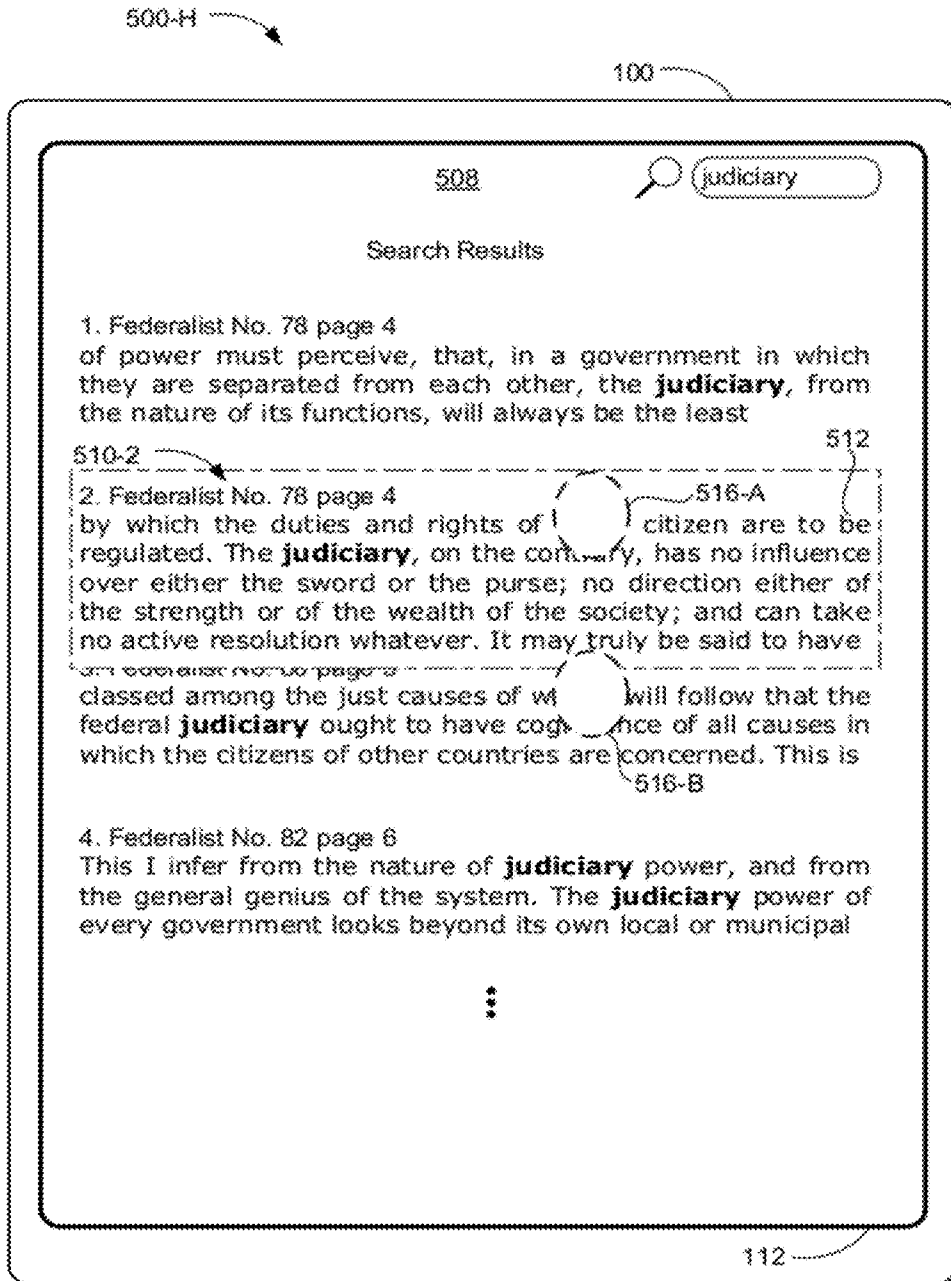 500-H
100
508
judiciary
Search Results
1. Federalist No. 78 page 4
of power must perceive, that, in a government in which
they are separated from each other, the judiciary, from
the nature of its functions, will always be the least
512
510-2
2. Federalist No. 78 page 4
516-A
by which the duties and rights of citizen are to be
regulated. The judiciary, on the , has no influence
over either the sword or the purse; no direction either of
the strength or of the wealth of the society; and can take
no active resolution whatever. It may truly be said to have
classed among the just causes of will follow that the
federal judiciary ought to have of all causes in
which the citizens of other countries are concerned. This is
516-B
4. Federalist No. 82 page 6
This I infer from the nature of judiciary power, and from
the general genius of the system. The judiciary power of
every government looks beyond its own local or municipal
112